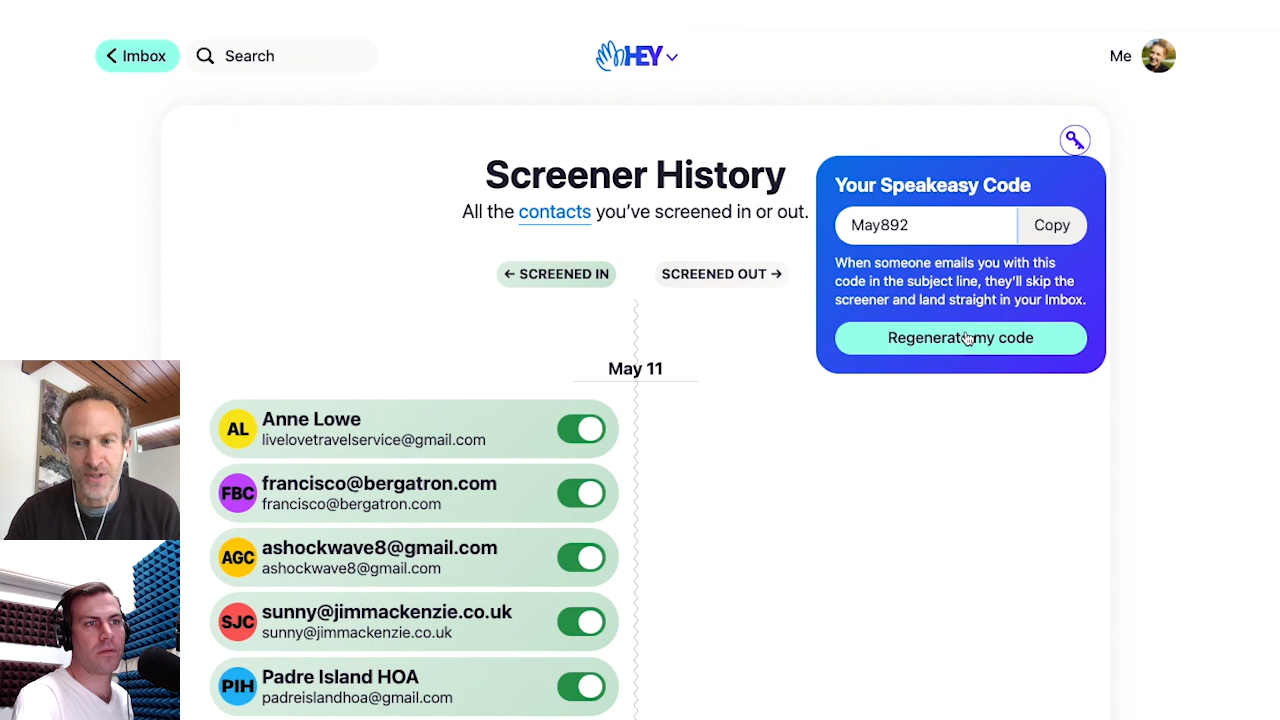 Imbox
Search
HEY
Me
Screener History
All the contacts you've screened in or out.
← SCREENED IN
SCREENED OUT →
Your Speakeasy Code
May892
Copy
When someone emails you with this
code in the subject line, they'll skip the
screener and land straight in your Imbox.
Regenerate my code
May 11
AL
Anne Lowe
livelovetravelservice@gmail.com
FBC
francisco@bergatron.com
francisco@bergatron.com
AGC
ashockwave8@gmail.com
ashockwave8@gmail.com
SJC
sunny@jimmackenzie.co.uk
sunny@jimmackenzie.co.uk
PIH
Padre Island HOA
padreislandhoa@gmail.com